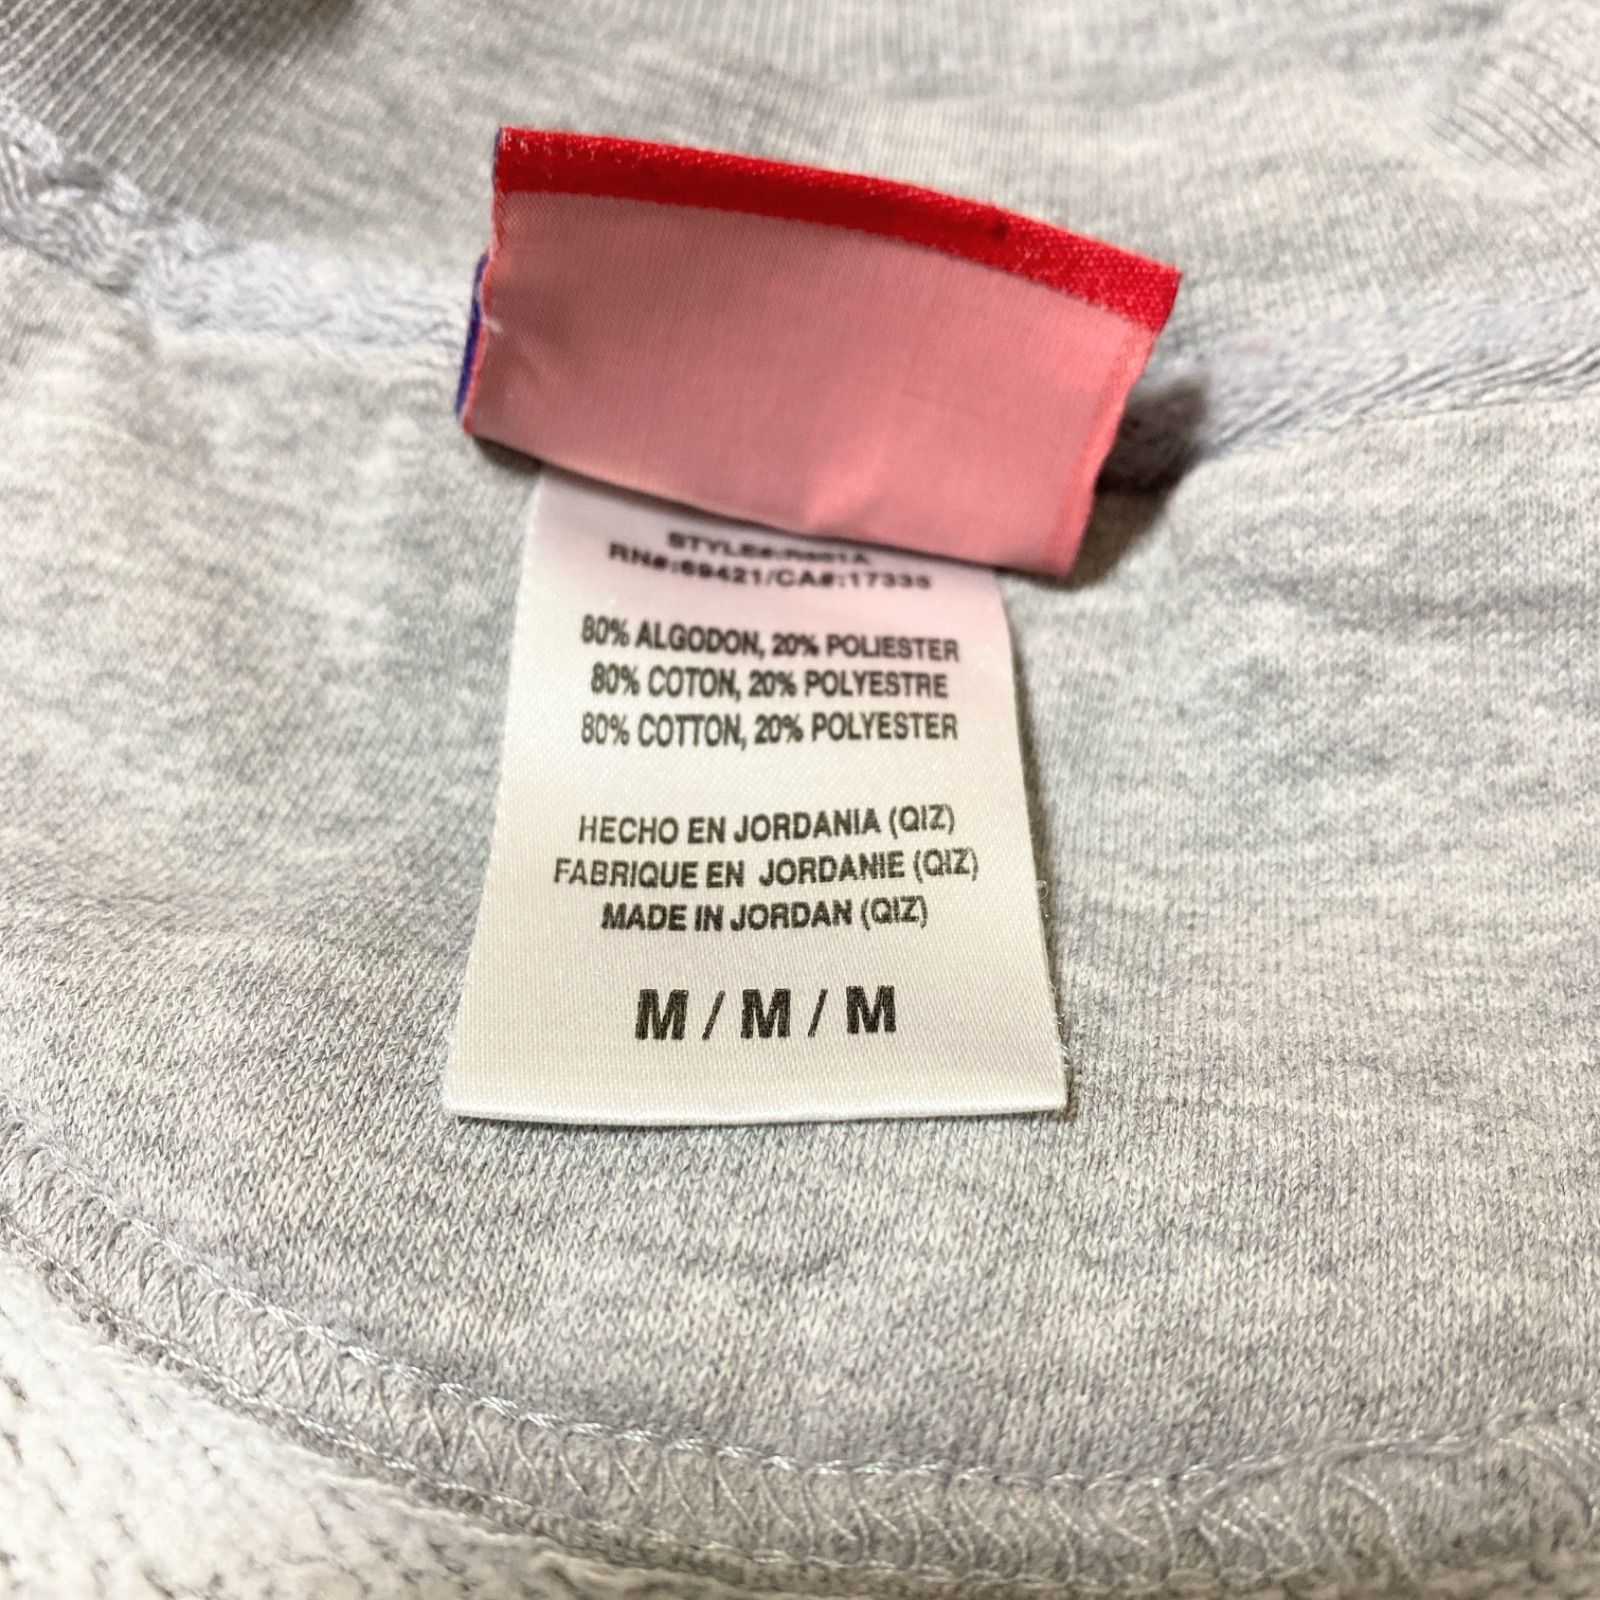 RN#:69421/CA#:17335
80% ALGODON, 20% POLIESTER
80% COTON, 20% POLYESTRE
80% COTTON, 20% POLYESTER
HECHO EN JORDANIA (QIZ)
FABRIQUE EN JORDANIE (QIZ)
MADE IN JORDAN (QIZ)
M / M / M